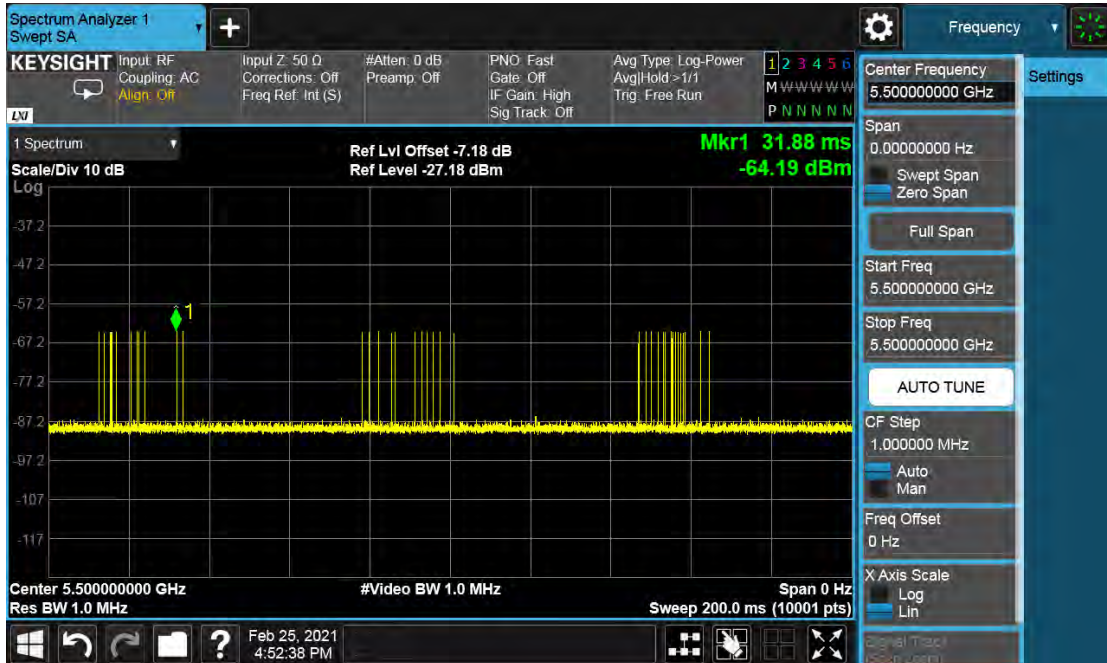 Spectrum Analyzer 1
Swept SA
+
Frequency
KEYSIGHT
LXI
Input: RF
Coupling: AC
Align: Off
Input Z: 50 Ω
Corrections: Off
Freq Ref: Int (S)
#Atten: 0 dB
Preamp: Off
PNO: Fast
Gate: Off
IF Gain: High
Sig Track: Off
Avg Type: Log-Power
Avg|Hold >1/1
Trig: Free Run
1 2 3 4 5 6
M W W W W W W
P N N N N N
1 Spectrum
Scale/Div 10 dB
Log
Ref Lvl Offset -7.18 dB
Ref Level -27.18 dBm
Mkr1 31.88 ms
-64.19 dBm
-37.2
-47.2
-57.2
-67.2
-77.2
-87.2
-97.2
-107
-117
1
Center 5.500000000 GHz
Res BW 1.0 MHz
#Video BW 1.0 MHz
Span 0 Hz
Sweep 200.0 ms (10001 pts)
?
Feb 25, 2021
4:52:38 PM
Center Frequency
5.500000000 GHz
Span
0.00000000 Hz
Swept Span
Zero Span
Full Span
Start Freq
5.500000000 GHz
Stop Freq
5.500000000 GHz
AUTO TUNE
CF Step
1.000000 MHz
Auto
Man
Freq Offset
0 Hz
X Axis Scale
Log
Lin
Signal Track
Settings